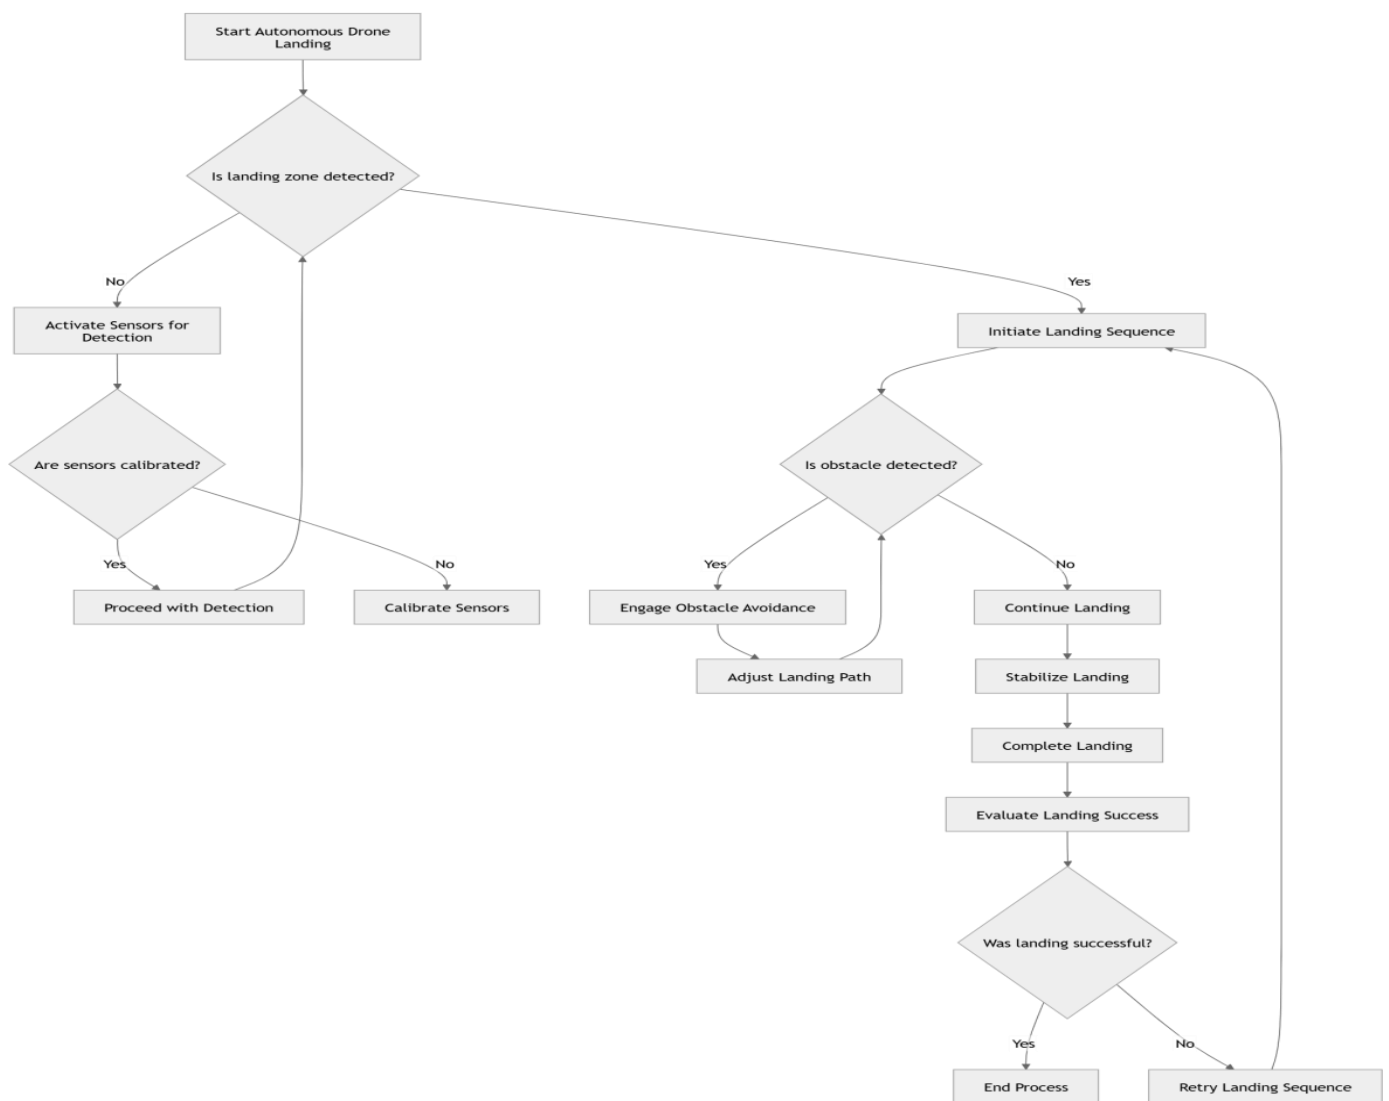 Start Autonomous Drone
Landing
Is landing zone detected?
No
Yes
Activate Sensors for
Detection
Initiate Landing Sequence
Are sensors calibrated?
Is obstacle detected?
Yes
No
Yes
No
Proceed with Detection
Calibrate Sensors
Engage Obstacle Avoidance
Continue Landing
Adjust Landing Path
Stabilize Landing
Complete Landing
Evaluate Landing Success
Was landing successful?
Yes
No
End Process
Retry Landing Sequence